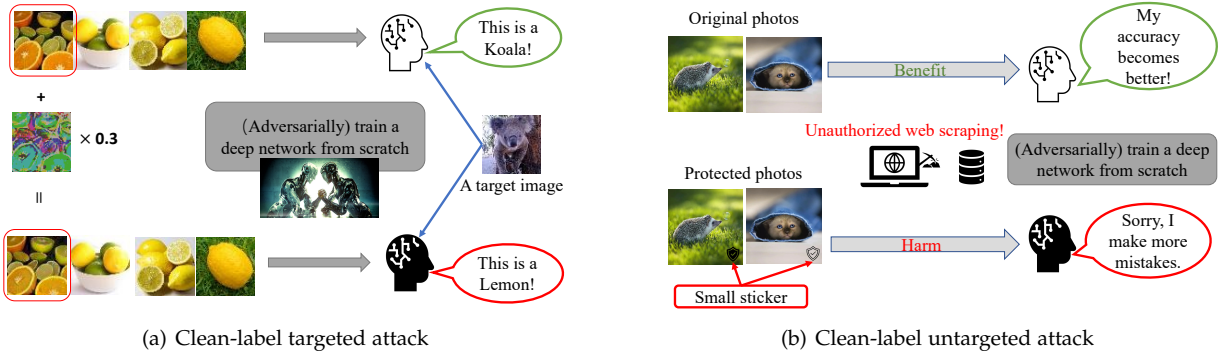 This is a
Koala!
+
× 0.3
=
(Adversarially) train a
deep network from scratch
A target image
This is a
Lemon!
(a) Clean-label targeted attack
Original photos
Benefit
My
accuracy
becomes
better!
Unauthorized web scraping!
(Adversarially) train a deep
network from scratch
Protected photos
Harm
Sorry, I
make more
mistakes.
Small sticker
(b) Clean-label untargeted attack